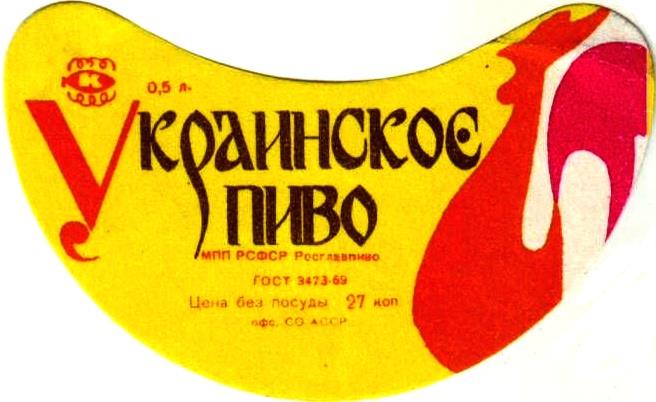 0,5 л.
Украинское
пиво
МПП РСФСР Росглавпиво
ГОСТ 3473-69
Цена без посуды 27 коп
офс. СО АССР